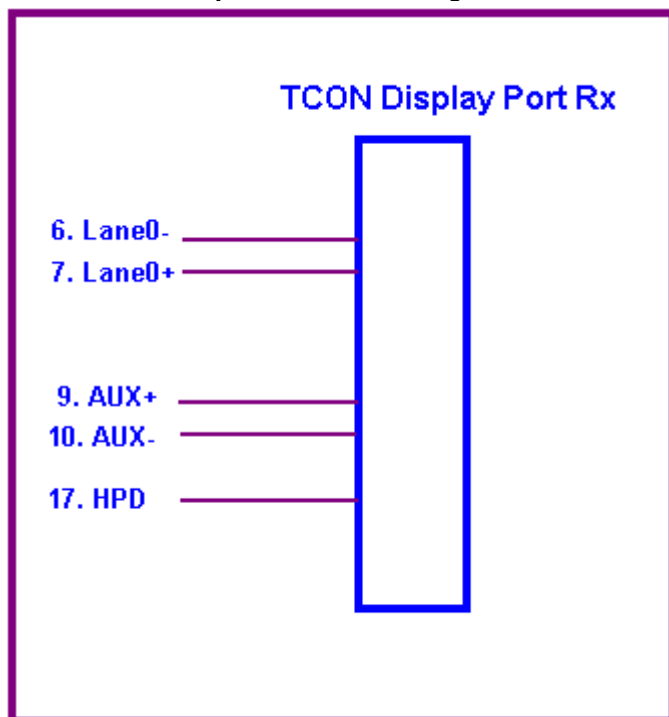 TCON Display Port Rx
6. Lane0-
7. Lane0+
9. AUX+
10. AUX-
17. HPD